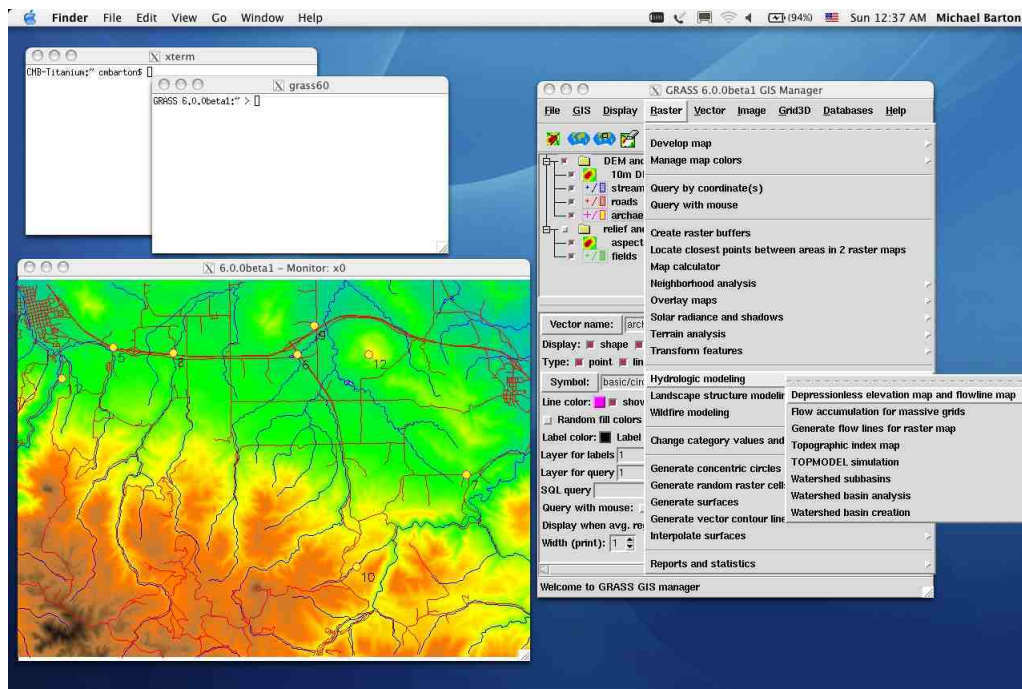 Finder File Edit View Go Window Help (94%) Sun 12:37 AM Michael Barton
xterm
CMB-Titanium:~ cmbarton$
grass60
GRASS 6.0.0beta1:~ >
6.0.0beta1 - Monitor: x0
5
8
9
6
12
7
10
GRASS 6.0.0beta1 GIS Manager
File GIS Display Raster Vector Image Grid3D Databases Help
DEM and
10m D
stream
roads
archae
relief an
aspect
fields
Vector name: arc
Display: shape
Type: point lin
Symbol: basic/cir
Line color: show
Random fill colors
Label color: Label
Layer for labels 1
Layer for query 1
SQL query
Query with mouse:
Display when avg. re
Width (print): 1
Welcome to GRASS GIS manager
Develop map
Manage map colors
Query by coordinate(s)
Query with mouse
Create raster buffers
Locate closest points between areas in 2 raster maps
Map calculator
Neighborhood analysis
Overlay maps
Solar radiance and shadows
Terrain analysis
Transform features
Hydrologic modeling
Landscape structure modelin
Wildfire modeling
Change category values and
Generate concentric circles
Generate random raster cell
Generate surfaces
Generate vector contour line
Interpolate surfaces
Reports and statistics
Depressionless elevation map and flowline map
Flow accumulation for massive grids
Generate flow lines for raster map
Topographic index map
TOPMODEL simulation
Watershed subbasins
Watershed basin analysis
Watershed basin creation